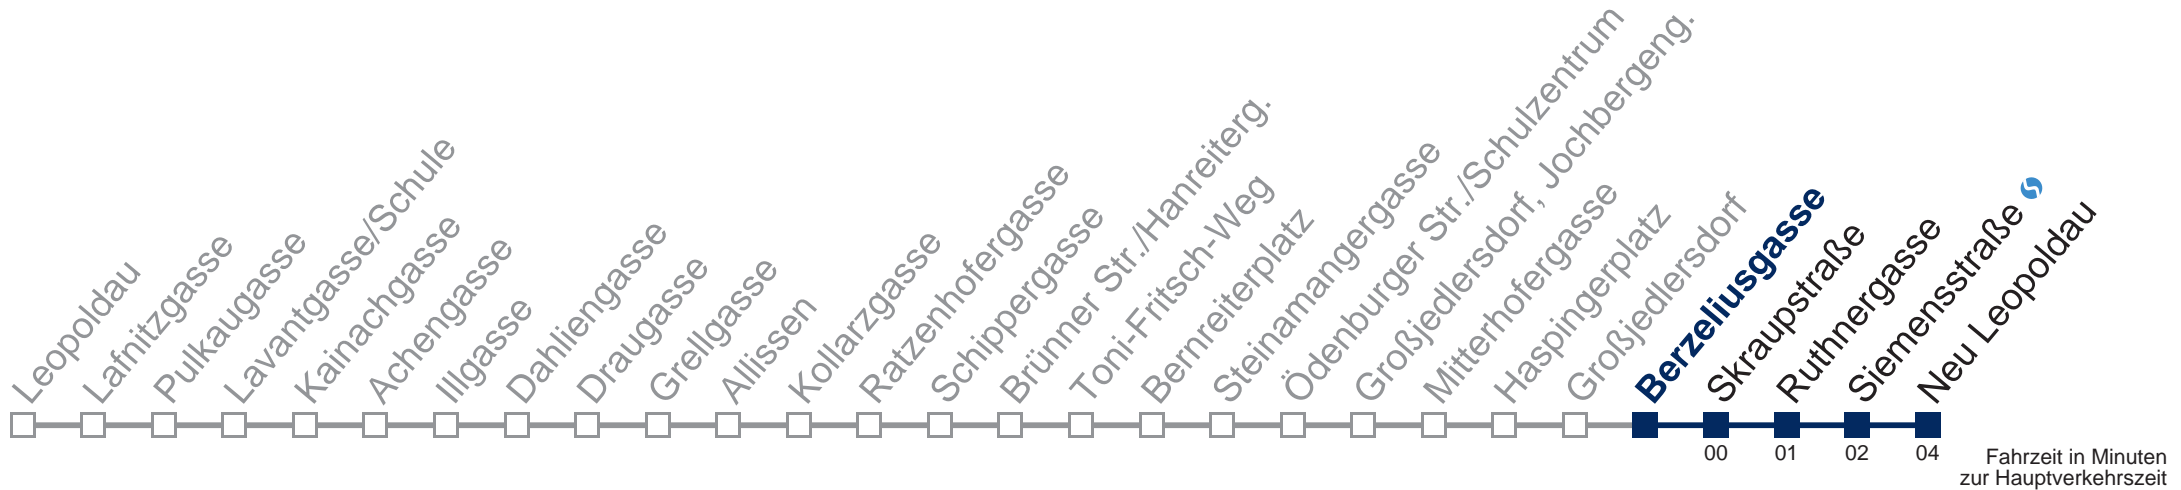 Leopoldau
Lafnitzgasse
Pulkaugasse
Lavantgasse/Schule
Kainachgasse
Achengasse
Illgasse
Dahliengasse
Draugasse
Grellgasse
Allissen
Kollarzgasse
Ratzenhofergasse
Schippergasse
Brünner Str./Hanreiterg.
Toni-Fritsch-Weg
Bernreiterplatz
Steinamangergasse
Ödenburger Str./Schulzentrum
Großjedlersdorf, Jochbergeng.
Mitterhofergasse
Haspingerplatz
Großjedlersdorf
Berzeliusgasse
Skraupstraße
Ruthnergasse
Siemensstraße
Neu Leopoldau
00 01 02 04
Fahrzeit in Minuten
zur Hauptverkehrszeit